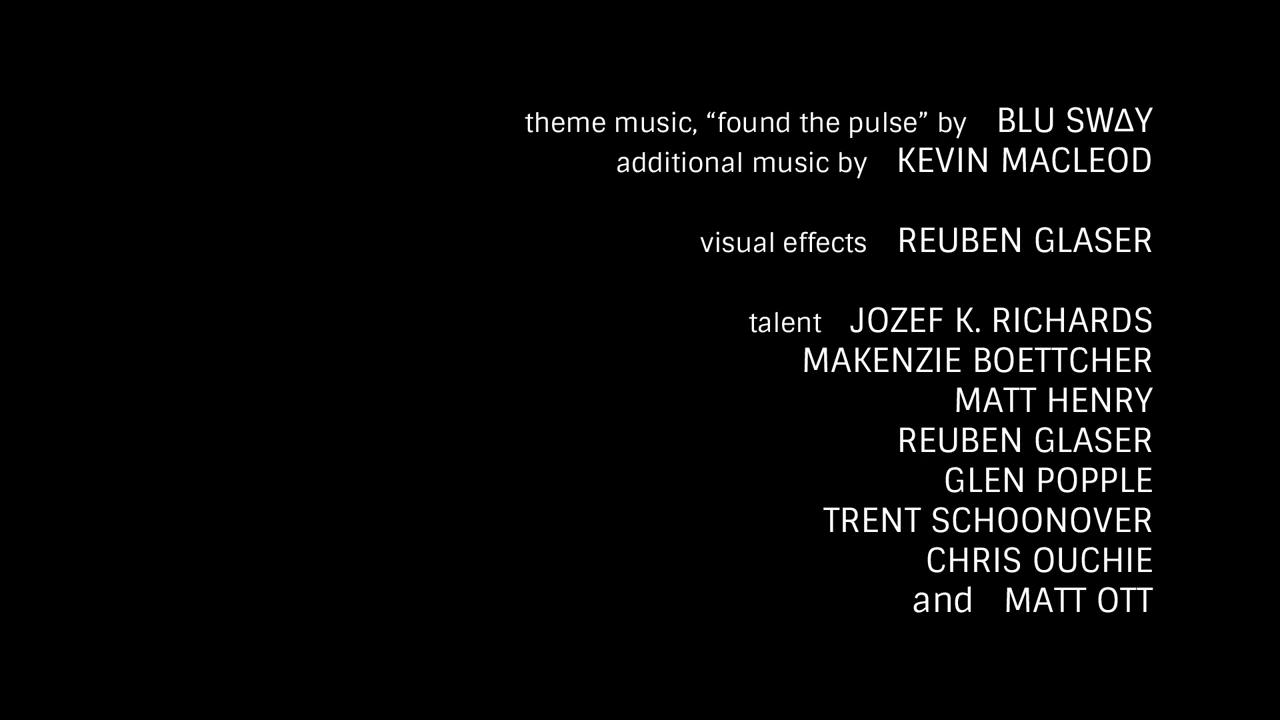 theme music, “found the pulse” by BLU SW∆Y
additional music by KEVIN MACLEOD
visual effects REUBEN GLASER
talent JOZEF K. RICHARDS
MAKENZIE BOETTCHER
MATT HENRY
REUBEN GLASER
GLEN POPPLE
TRENT SCHOONOVER
CHRIS OUCHIE
and MATT OTT